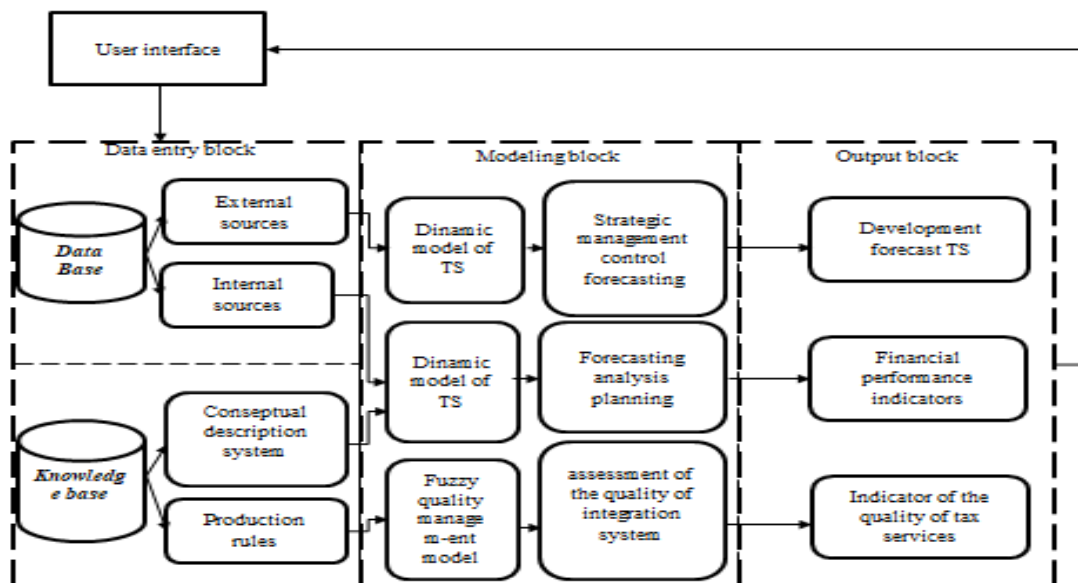 User interface
Data entry block
Modeling block
Output block
Data
Base
External
sources
Internal
sources
Dinamic
model of
TS
Strategic
management
control
forecasting
Development
forecast TS
Dinamic
model of
TS
Forecasting
analysis
planning
Financial
performance
indicators
Knowledg
e base
Conseptual
description
system
Production
rules
Fuzzy
quality
manage
m-ent
model
assessment of
the quality of
integration
system
Indicator of the
quality of tax
services